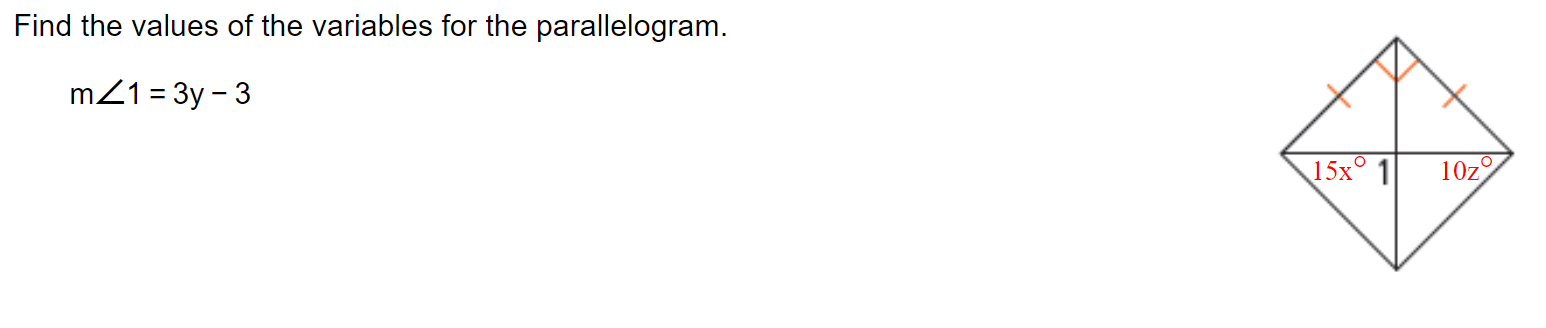 Find the values of the variables for the parallelogram.
m∠1 = 3y − 3
15x° 1 10z°